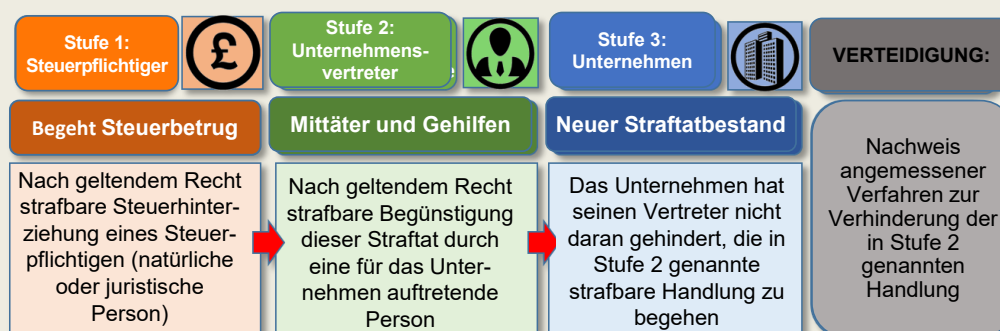 Stufe 1:
Steuerpflichtiger
£
Stufe 2:
Unternehmens-
vertreter
Stufe 3:
Unternehmen
VERTEIDIGUNG:
Begeht Steuerbetrug
Mittäter und Gehilfen
Neuer Straftatbestand
Nach geltendem Recht
strafbare Steuerhinter-
ziehung eines Steuer-
pflichtigen (natürliche
oder juristische
Person)
Nach geltendem Recht
strafbare Begünstigung
dieser Straftat durch
eine für das Unter-
nehmen auftretende
Person
Das Unternehmen hat
seinen Vertreter nicht
daran gehindert, die in
Stufe 2 genannte
strafbare Handlung zu
begehen
Nachweis
angemessener
Verfahren zur
Verhinderung der
in Stufe 2
genannten
Handlung